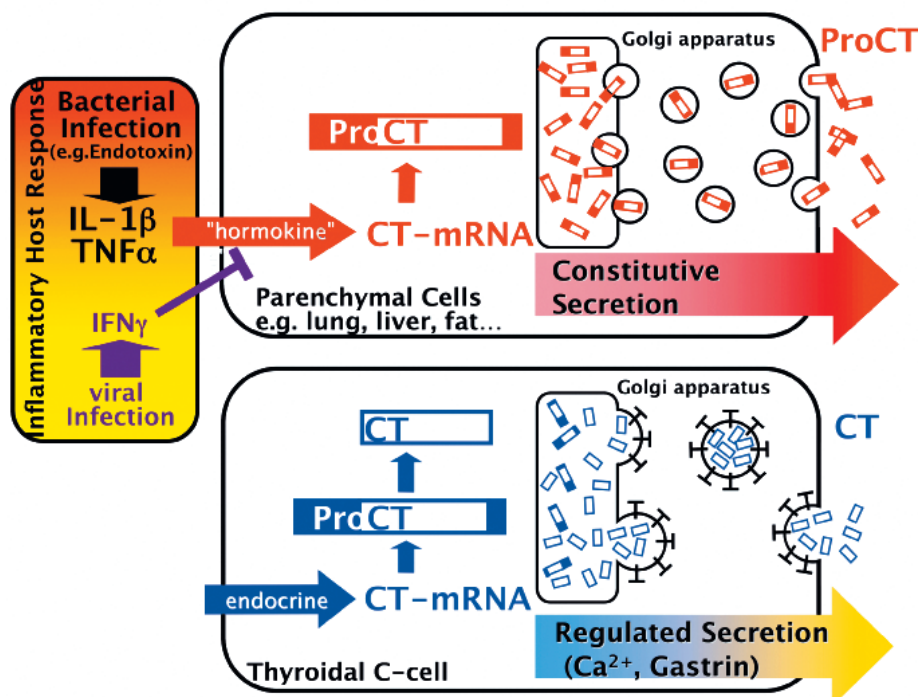 Inflammatory Host Response
Bacterial
Infection
(e.g.Endotoxin)
IL-1β
TNFα
IFNγ
viral
Infection
"hormokine"
ProCT
CT-mRNA
Parenchymal Cells
e.g. lung, liver, fat...
Golgi apparatus
ProCT
Constitutive
Secretion
endocrine
CT
ProCT
CT-mRNA
Thyroidal C-cell
Golgi apparatus
CT
Regulated Secretion
(Ca²⁺, Gastrin)